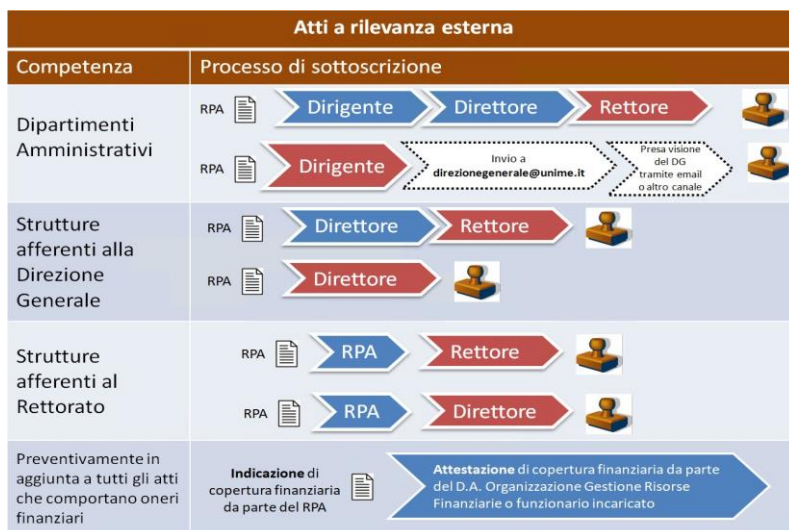 Atti a rilevanza esterna
Competenza
Processo di sottoscrizione
Dipartimenti
Amministrativi
RPA
Dirigente
Direttore
Rettore
RPA
Dirigente
Invio a
direzionegenerale@unime.it
Presa visione
del DG
tramite email
o altro canale
Strutture
afferenti alla
Direzione
Generale
RPA
Direttore
Rettore
RPA
Direttore
Strutture
afferenti al
Rettorato
RPA
RPA
Rettore
RPA
RPA
Direttore
Preventivamente in
aggiunta a tutti gli atti
che comportano oneri
finanziari
Indicazione di
copertura finanziaria
da parte del RPA
Attestazione di copertura finanziaria da parte
del D.A. Organizzazione Gestione Risorse
Finanziarie o funzionario incaricato